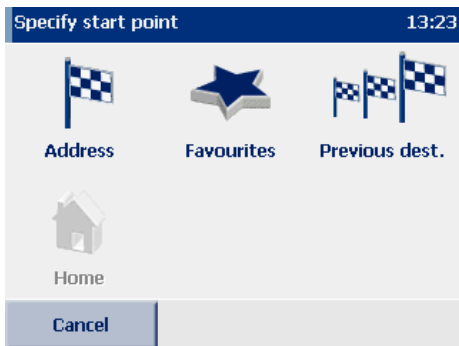 Specify start point 13:23
Address Favourites Previous dest.
Home
Cancel